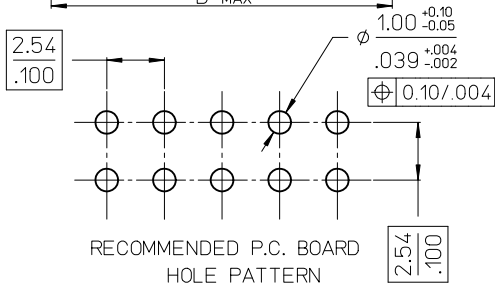 D MAX
2.54
.100
⌀ 1.00 +0.10 -0.05
.039 +.004 -.002
⌖ 0.10/.004
2.54
.100
RECOMMENDED P.C. BOARD
HOLE PATTERN